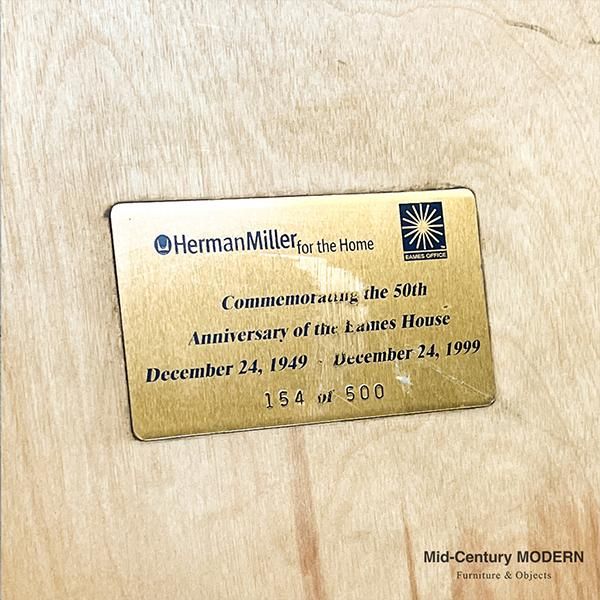 HermanMiller for the Home
EAMES OFFICE
Commemorating the 50th
Anniversary of the Eames House
December 24, 1949 - December 24, 1999
154 of 500
Mid-Century MODERN
Furniture & Objects